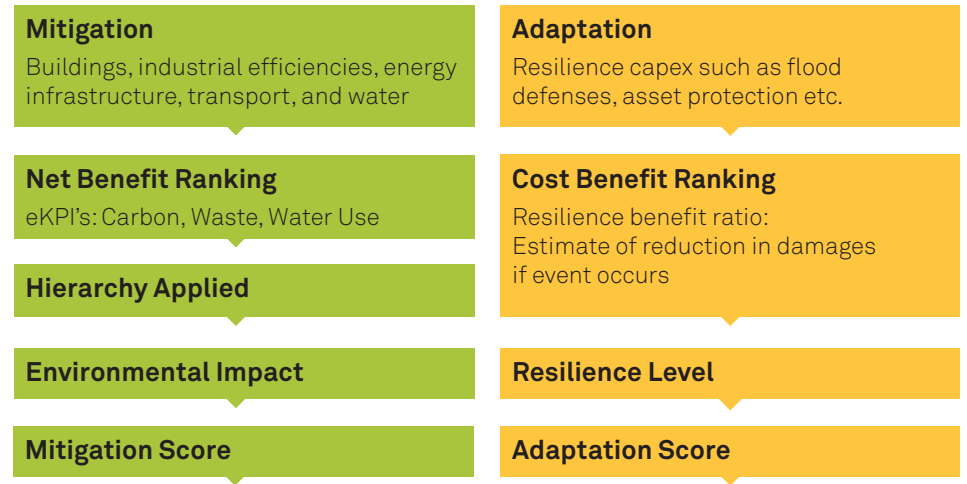 Mitigation
Buildings, industrial efficiencies, energy
infrastructure, transport, and water
Net Benefit Ranking
eKPI's: Carbon, Waste, Water Use
Hierarchy Applied
Environmental Impact
Mitigation Score
Adaptation
Resilience capex such as flood
defenses, asset protection etc.
Cost Benefit Ranking
Resilience benefit ratio:
Estimate of reduction in damages
if event occurs
Resilience Level
Adaptation Score